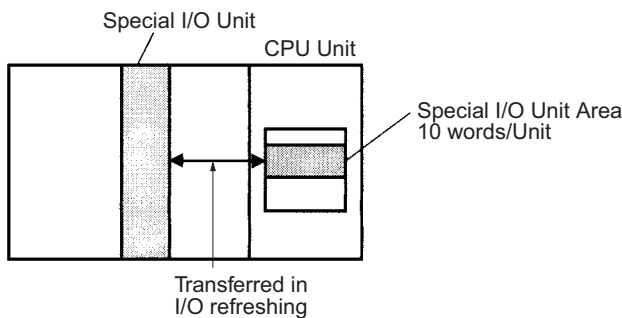 Special I/O Unit
CPU Unit
Special I/O Unit Area
10 words/Unit
Transferred in
I/O refreshing